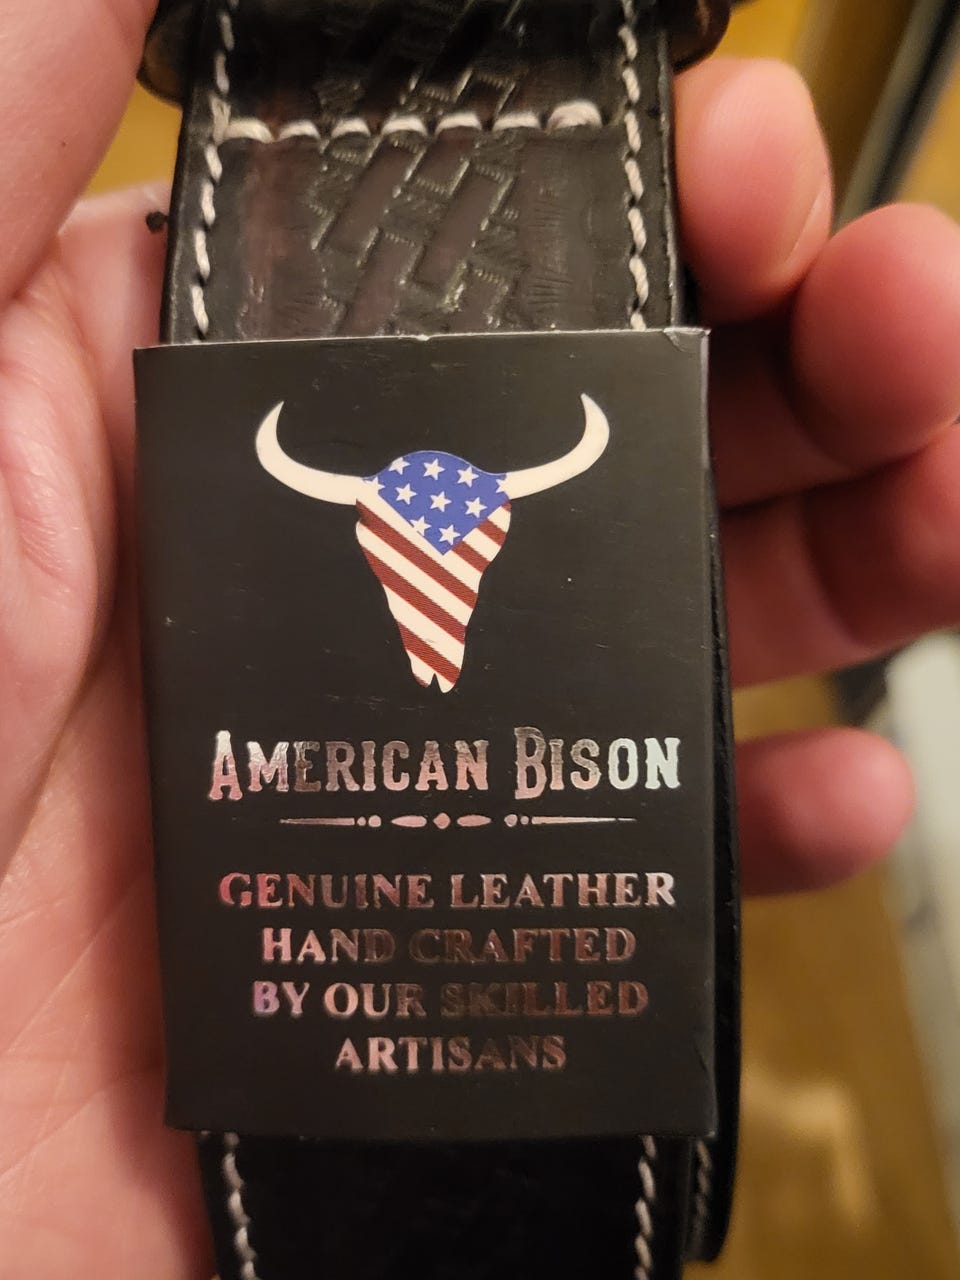 AMERICAN BISON
GENUINE LEATHER
HAND CRAFTED
BY OUR SKILLED
ARTISANS